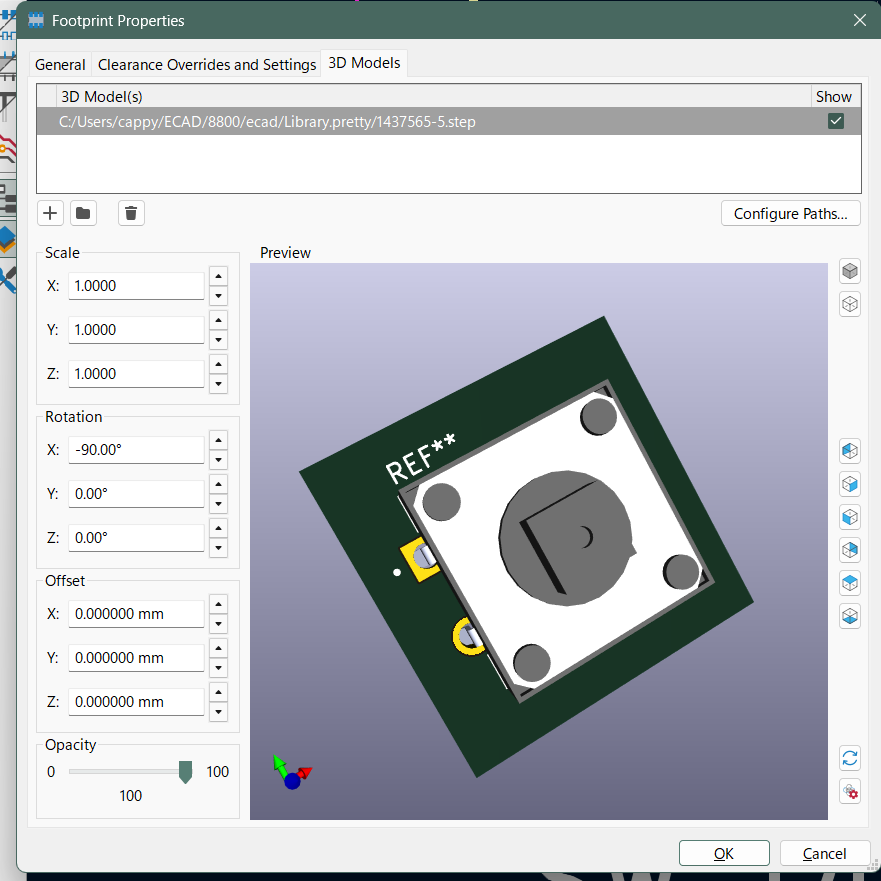 Footprint Properties
General
Clearance Overrides and Settings
3D Models
3D Model(s)
Show
C:/Users/cappy/ECAD/8800/ecad/Library.pretty/1437565-5.step
Configure Paths...
Scale
X: 1.0000
Y: 1.0000
Z: 1.0000
Rotation
X: -90.00°
Y: 0.00°
Z: 0.00°
Offset
X: 0.000000 mm
Y: 0.000000 mm
Z: 0.000000 mm
Opacity
0
100
100
Preview
REF**
OK
Cancel